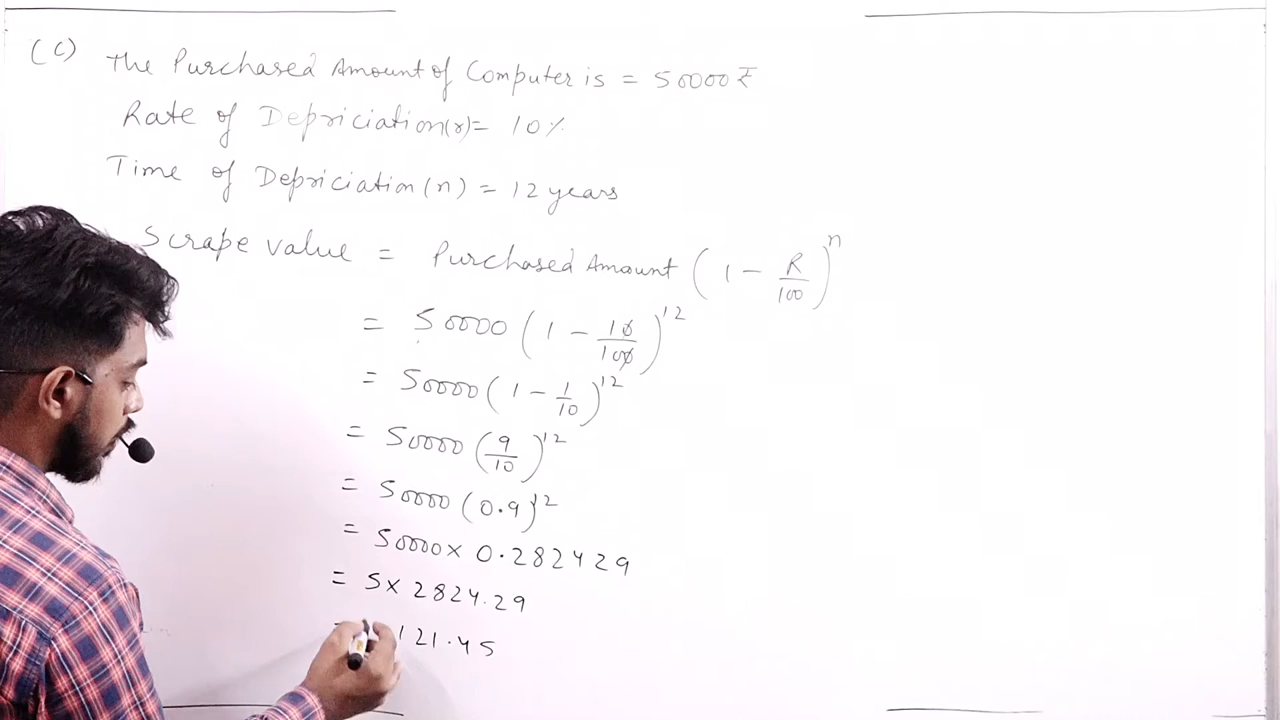 (C) The Purchased Amount of Computer is = 50000 ₹
Rate of Depriciation(r)= 10%
Time of Depriciation (n) = 12 years
Scrape value = Purchased Amount (1 - R/100)^n
= 50000 (1 - 10/100)^12
= 50000 (1 - 1/10)^12
= 50000 (9/10)^12
= 50000 (0.9)^12
= 50000 x 0.282429
= 5 x 2824.29
121.45